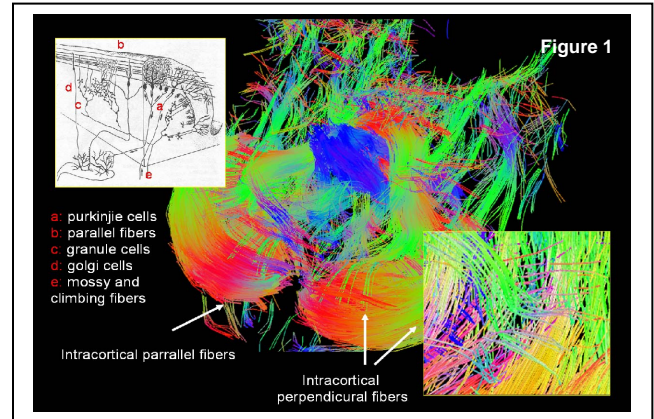 Figure 1
b
d
a
c
e
a: purkinjie cells
b: parallel fibers
c: granule cells
d: golgi cells
e: mossy and
climbing fibers
Intracortical parrallel fibers
Intracortical
perpendicural fibers